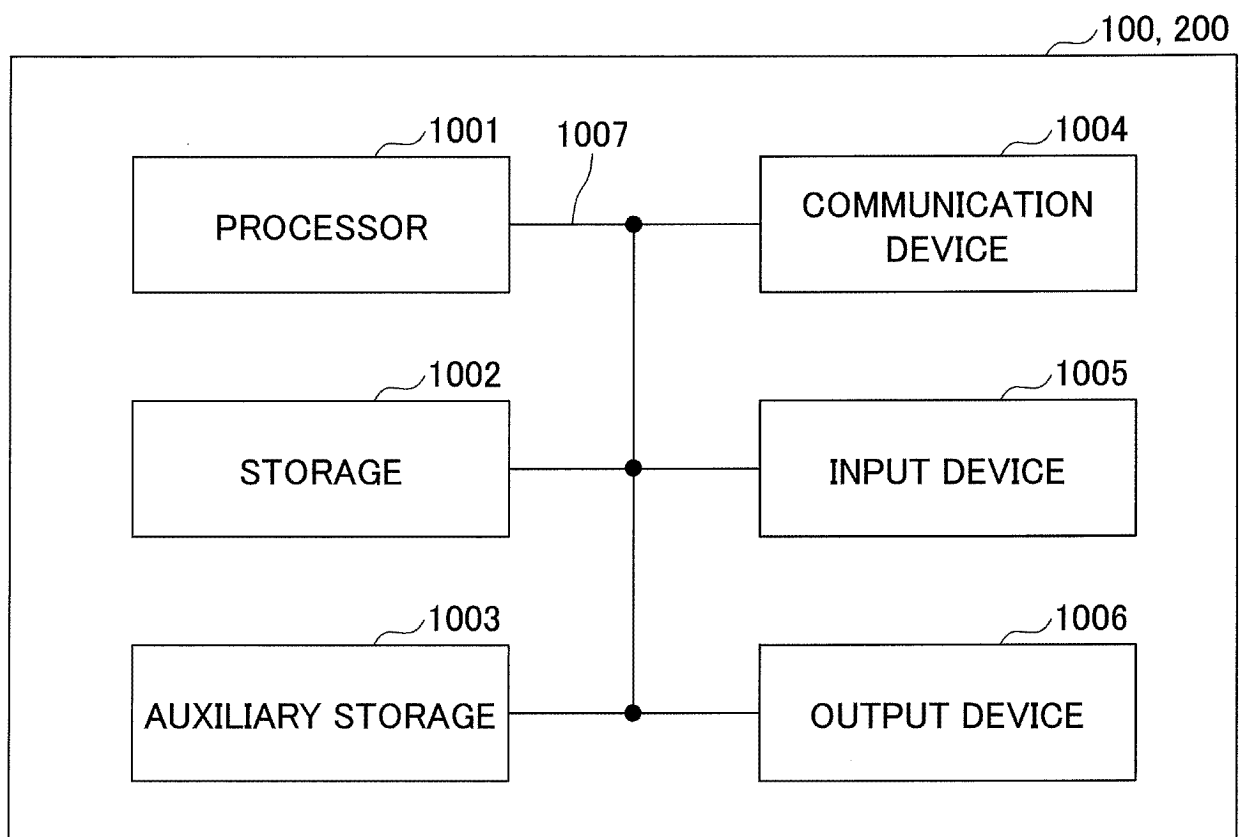 100, 200
1001
1007
1004
PROCESSOR
COMMUNICATION
DEVICE
1002
1005
STORAGE
INPUT DEVICE
1003
1006
AUXILIARY STORAGE
OUTPUT DEVICE